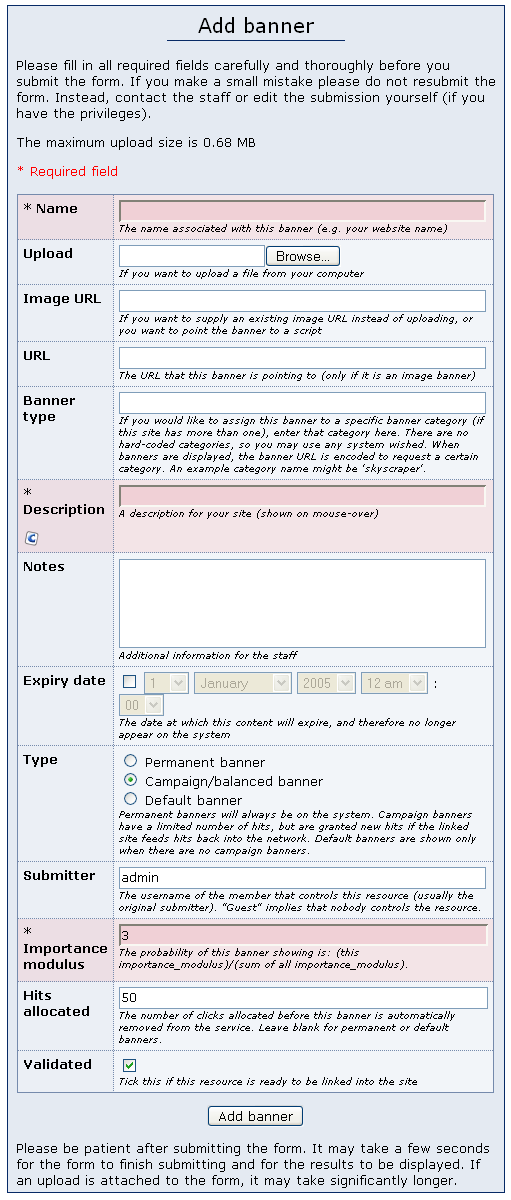 Add banner
Please fill in all required fields carefully and thoroughly before you
submit the form. If you make a small mistake please do not resubmit the
form. Instead, contact the staff or edit the submission yourself (if you
have the privileges).
The maximum upload size is 0.68 MB
* Required field
* Name
The name associated with this banner (e.g. your website name)
Upload
Browse...
If you want to upload a file from your computer
Image URL
If you want to supply an existing image URL instead of uploading, or
you want to point the banner to a script
URL
The URL that this banner is pointing to (only if it is an image banner)
Banner
type
If you would like to assign this banner to a specific banner category (if
this site has more than one), enter that category here. There are no
hard-coded categories, so you may use any system wished. When
banners are displayed, the banner URL is encoded to request a certain
category. An example category name might be 'skyscraper'.
*
Description
A description for your site (shown on mouse-over)
Notes
Additional information for the staff
Expiry date
1 January 2005 12 am :
00
The date at which this content will expire, and therefore no longer
appear on the system
Type
Permanent banner
Campaign/balanced banner
Default banner
Permanent banners will always be on the system. Campaign banners
have a limited number of hits, but are granted new hits if the linked
site feeds hits back into the network. Default banners are shown only
when there are no campaign banners.
Submitter
admin
The username of the member that controls this resource (usually the
original submitter). "Guest" implies that nobody controls the resource.
*
Importance
modulus
3
The probability of this banner showing is: (this
importance_modulus)/(sum of all importance_modulus).
Hits
allocated
50
The number of clicks allocated before this banner is automatically
removed from the service. Leave blank for permanent or default
banners.
Validated
Tick this if this resource is ready to be linked into the site
Add banner
Please be patient after submitting the form. It may take a few seconds
for the form to finish submitting and for the results to be displayed. If
an upload is attached to the form, it may take significantly longer.